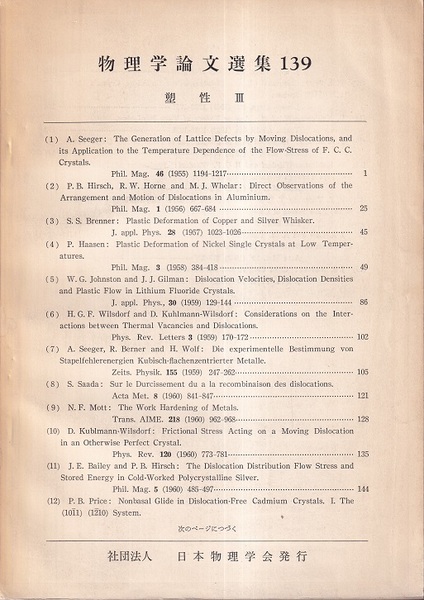 物理学論文選集 139
塑性 III
(1) A. Seeger: The Generation of Lattice Defects by Moving Dislocations, and
its Application to the Temperature Dependence of the Flow-Stress of F. C. C.
Crystals.
Phil. Mag. 46 (1955) 1194-1217 1
(2) P. B. Hirsch, R. W. Horne and M. J. Whelar: Direct Observations of the
Arrangement and Motion of Dislocations in Aluminium.
Phil. Mag. 1 (1956) 667-684 25
(3) S. S. Brenner: Plastic Deformation of Copper and Silver Whisker.
J. appl. Phys. 28 (1957) 1023-1026 45
(4) P. Haasen: Plastic Deformation of Nickel Single Crystals at Low Temper-
atures.
Phil. Mag. 3 (1958) 384-418 49
(5) W. G. Johnston and J. J. Gilman: Dislocation Velocities, Dislocation Densities
and Plastic Flow in Lithium Fluoride Crystals.
J. appl. Phys., 30 (1959) 129-144 86
(6) H. G. F. Wilsdorf and D. Kuhlmann-Wilsdorf: Considerations on the Inter-
actions between Thermal Vacancies and Dislocations.
Phys. Rev. Letters 3 (1959) 170-172 102
(7) A. Seeger, R. Berner and H. Wolf: Die experimentelle Bestimmung von
Stapelfehlerenergien Kubisch-flachenzentrierter Metalle.
Zeits. Physik. 155 (1959) 247-262 105
(8) S. Saada: Sur le Durcissement du a la recombinaison des dislocations.
Acta Met. 8 (1960) 841-847 121
(9) N. F. Mott: The Work Hardening of Metals.
Trans. AIME. 218 (1960) 962-968 128
(10) D. Kuhlmann-Wilsdorf: Frictional Stress Acting on a Moving Dislocation
in an Otherwise Perfect Crystal.
Phys. Rev. 120 (1960) 773-781 135
(11) J. E. Bailey and P. B. Hirsch: The Dislocation Distribution Flow Stress and
Stored Energy in Cold-Worked Polycrystalline Silver.
Phil. Mag. 5 (1960) 485-497 144
(12) P. B. Price: Nonbasal Glide in Dislocation-Free Cadmium Crystals. I. The
(101̄1) (12̄10) System.
次のページにつづく
社団法人 日本物理学会発行